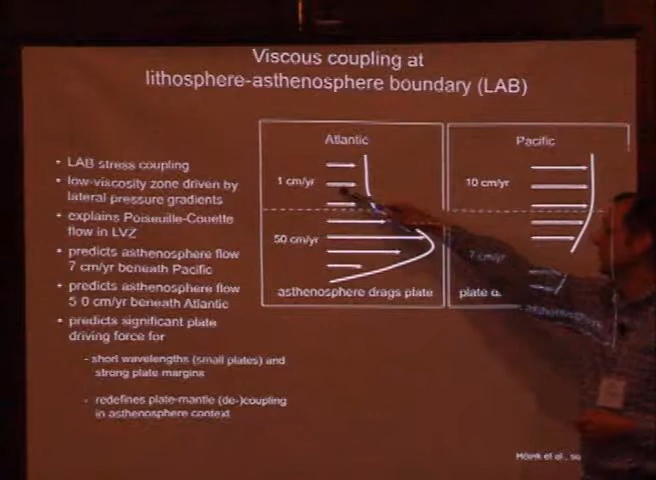 Viscous coupling at
lithosphere-asthenosphere boundary (LAB)
• LAB stress coupling
• low-viscosity zone driven by
lateral pressure gradients
• explains Poiseuille-Couette
flow in LVZ
• predicts asthenosphere flow
7 cm/yr beneath Pacific
• predicts asthenosphere flow
5 0 cm/yr beneath Atlantic
• predicts significant plate
driving force for
- short wavelengths (small plates) and
strong plate margins
- redefines plate-mantle (de-)coupling
in asthenosphere context
Atlantic
1 cm/yr
50 cm/yr
asthenosphere drags plate
Pacific
10 cm/yr
7 cm/yr
plate
et al.